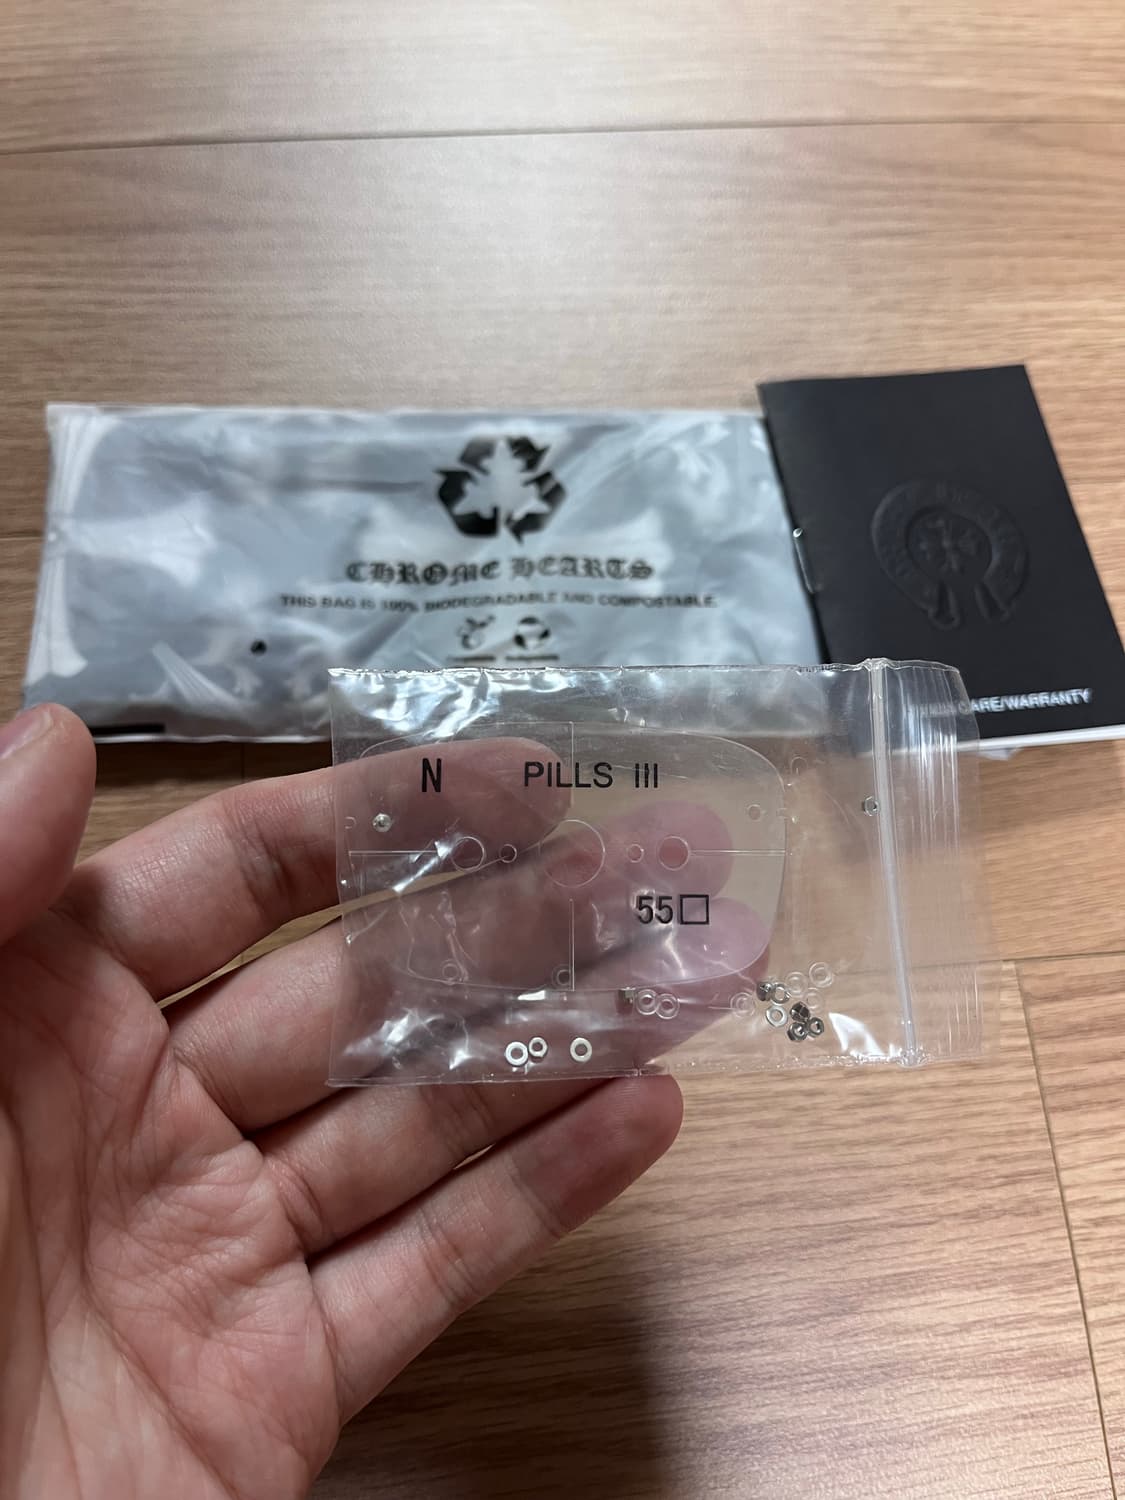 CHROME HEARTS
THIS BAG IS 100% BIODEGRADABLE AND COMPOSTABLE.
CARE/WARRANTY
N PILLS III
55□